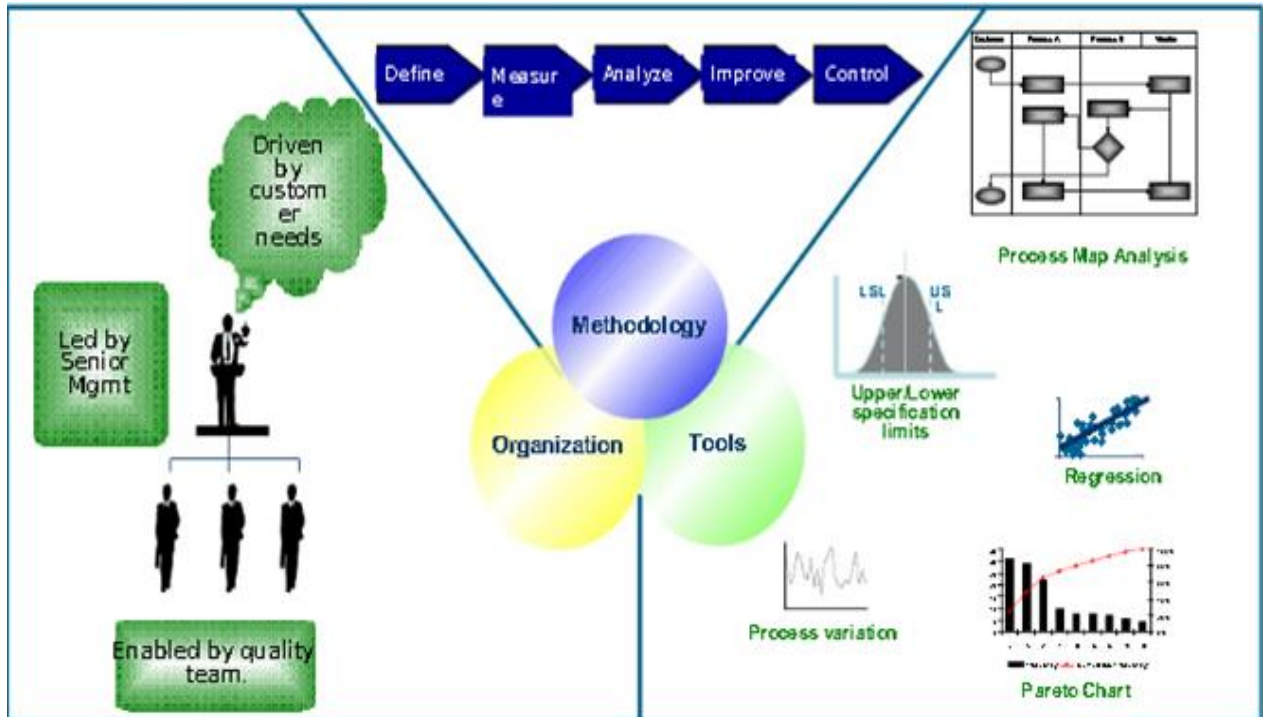 Define
Measur
e
Analyze
Improve
Control
Driven
by
custom
er
needs
Led by
Senior
Mgmt
Enabled by quality
team.
Methodology
Organization
Tools
Process Map Analysis
LSL
US
L
Upper/Lower
specification
limits
Regression
Process variation
Pareto Chart